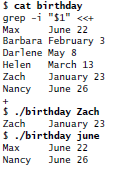 $ cat birthday
grep -i "$1" <<+
Max     June 22
Barbara February 3
Darlene May 8
Helen   March 13
Zach    January 23
Nancy   June 26
+
$ ./birthday Zach
Zach    January 23
$ ./birthday june
Max     June 22
Nancy   June 26